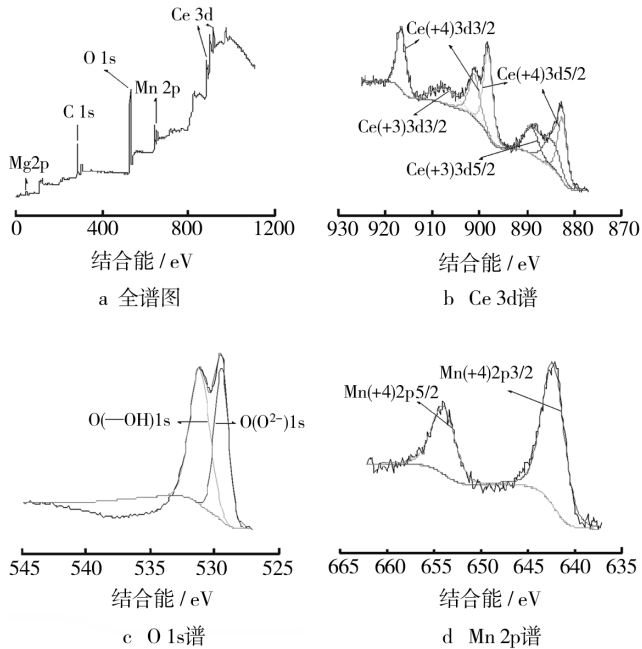 Ce 3d
O 1s
Mn 2p
C 1s
Mg2p
0 400 800 1200
结合能 / eV
a 全谱图
Ce(+4)3d3/2
Ce(+4)3d5/2
Ce(+3)3d3/2
Ce(+3)3d5/2
930 920 910 900 890 880 870
结合能 / eV
b Ce 3d谱
O(—OH)1s
O(O²⁻)1s
545 540 535 530 525
结合能 / eV
c O 1s谱
Mn(+4)2p3/2
Mn(+4)2p5/2
665 660 655 650 645 640 635
结合能 / eV
d Mn 2p谱